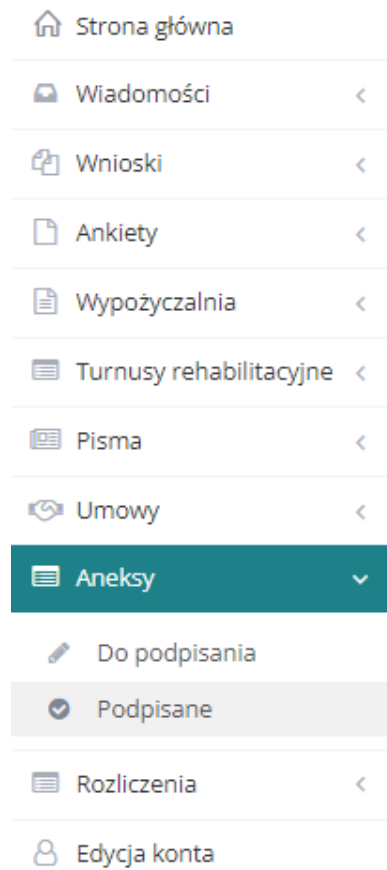 Strona główna
Wiadomości
Wnioski
Ankiety
Wypożyczalnia
Turnusy rehabilitacyjne
Pisma
Umowy
Aneksy
Do podpisania
Podpisane
Rozliczenia
Edycja konta